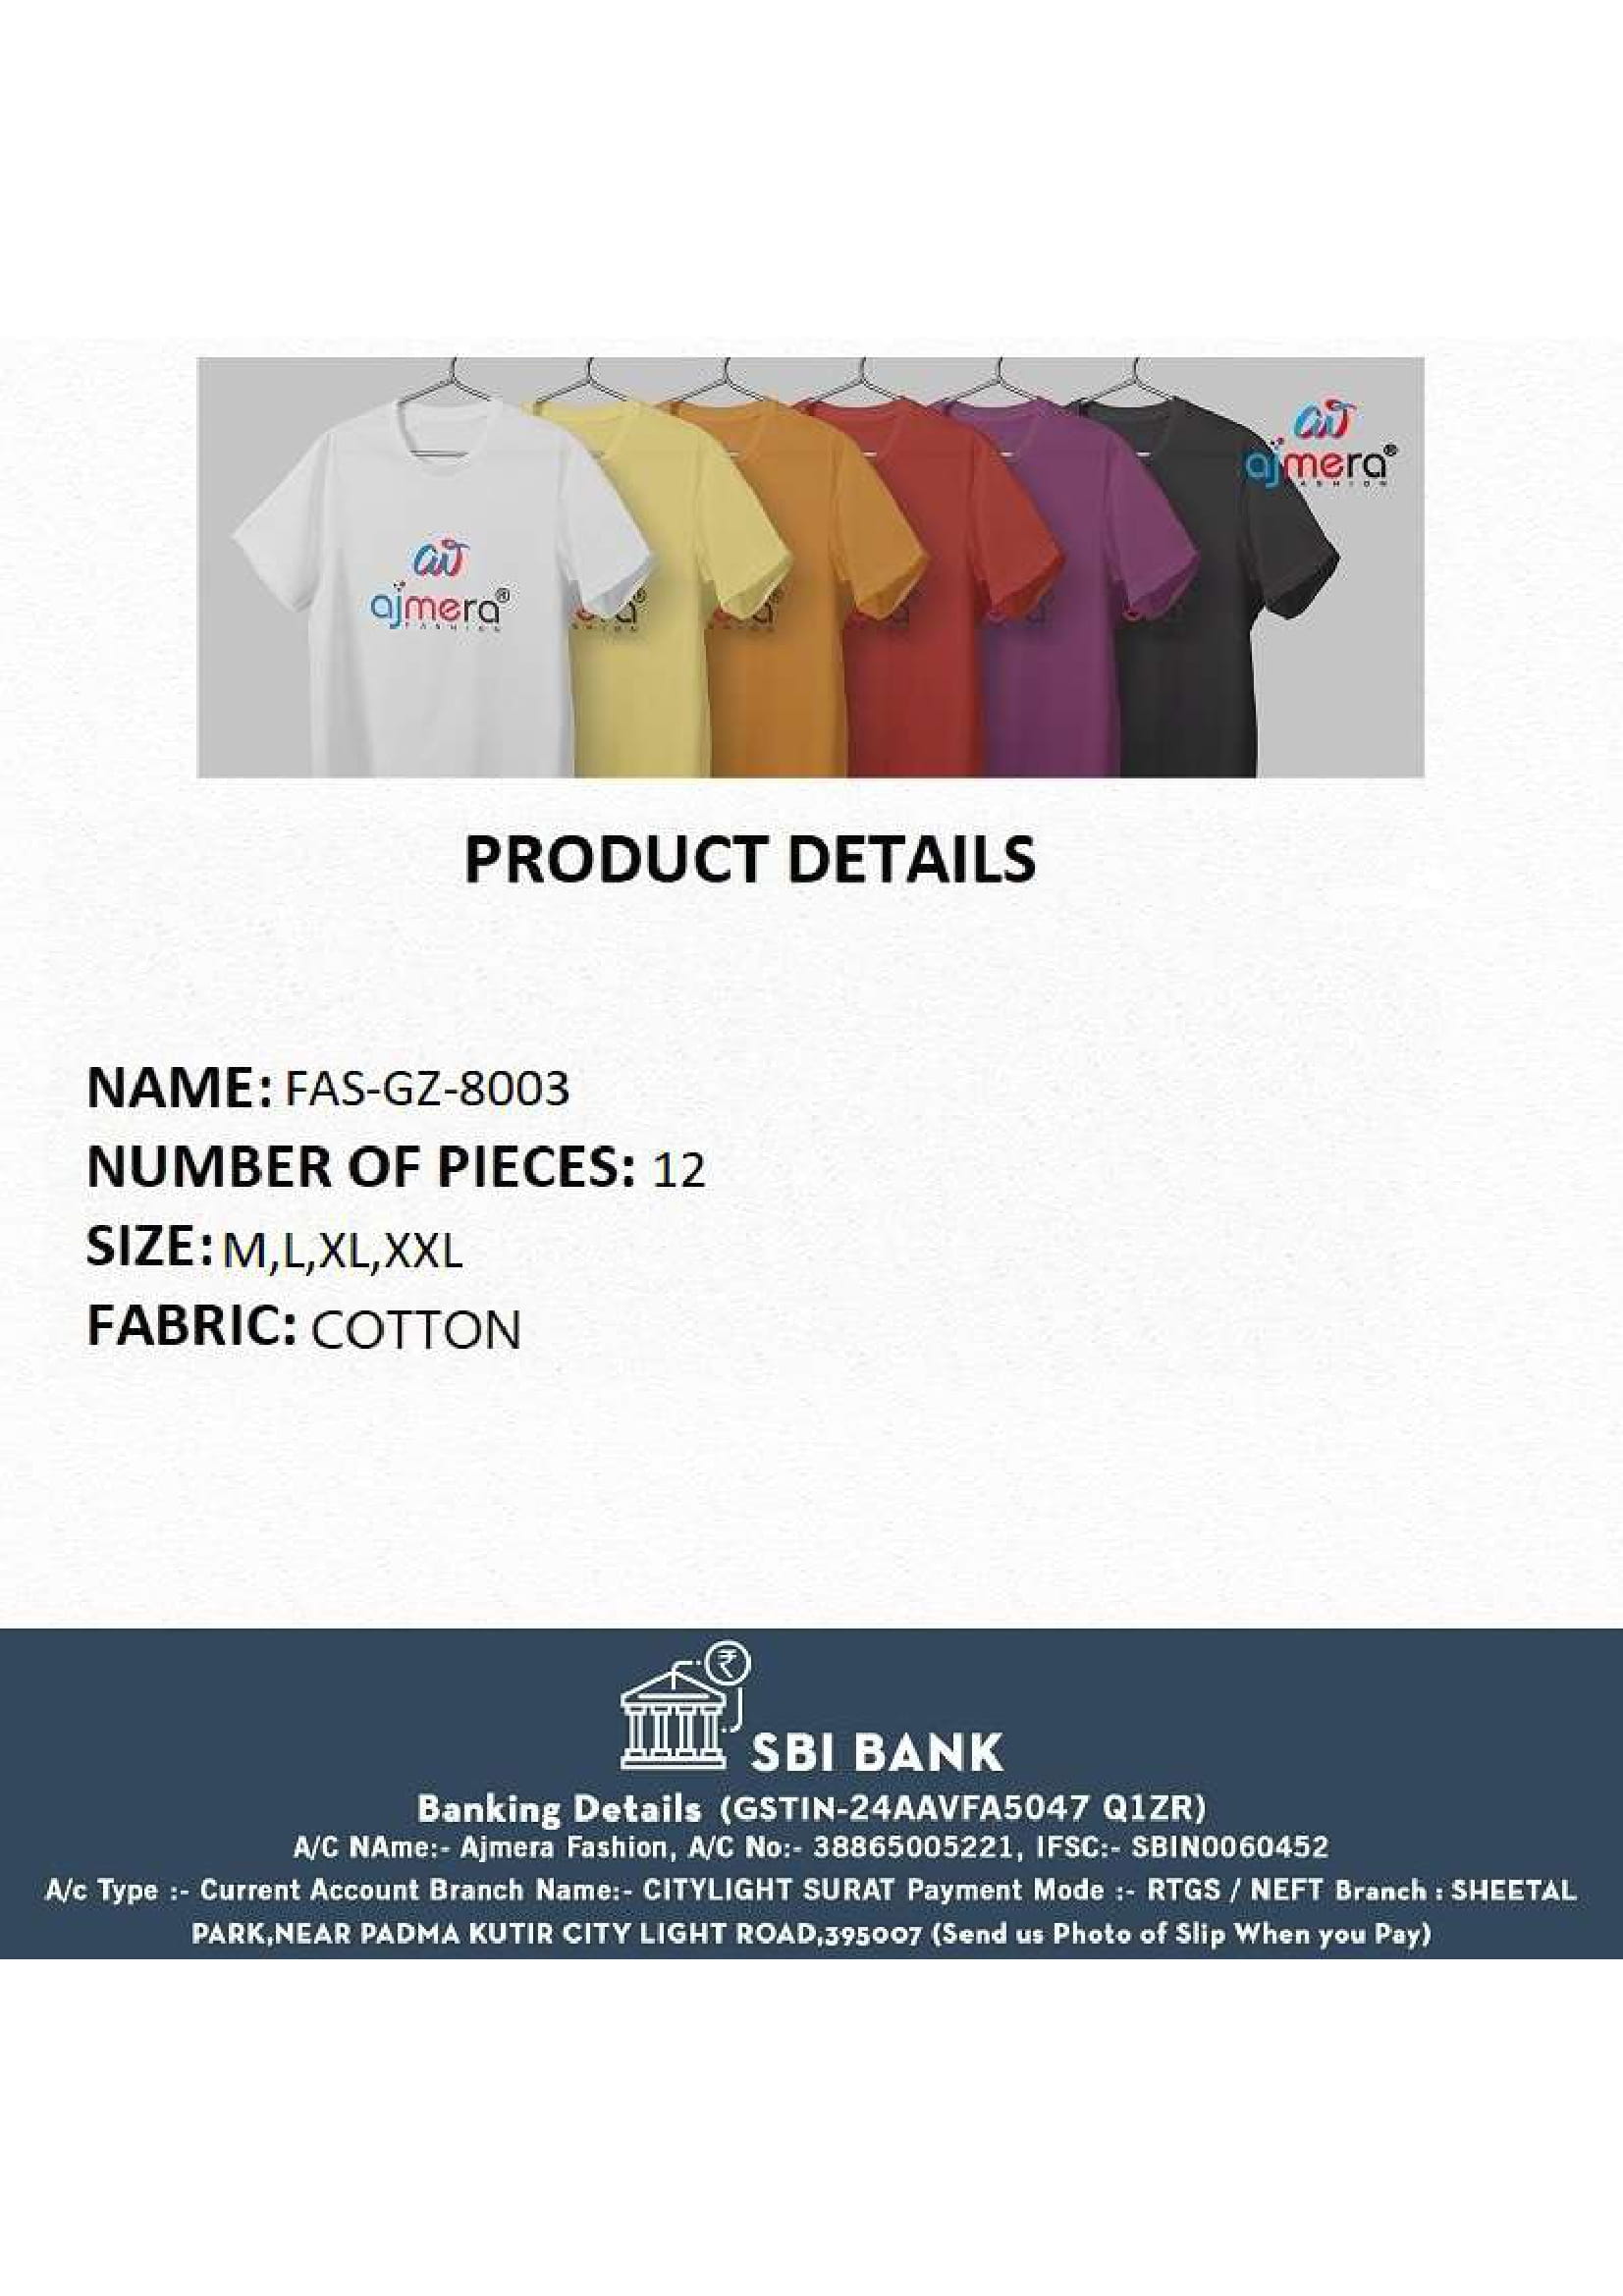 aj
ajmera®
FASHION
aj
ajmera®
FASHION
PRODUCT DETAILS
NAME: FAS-GZ-8003
NUMBER OF PIECES: 12
SIZE: M,L,XL,XXL
FABRIC: COTTON
₹
SBI BANK
Banking Details (GSTIN-24AAVFA5047 Q1ZR)
A/C NAme:- Ajmera Fashion, A/C No:- 38865005221, IFSC:- SBIN0060452
A/c Type :- Current Account Branch Name:- CITYLIGHT SURAT Payment Mode :- RTGS / NEFT Branch : SHEETAL
PARK,NEAR PADMA KUTIR CITY LIGHT ROAD,395007 (Send us Photo of Slip When you Pay)